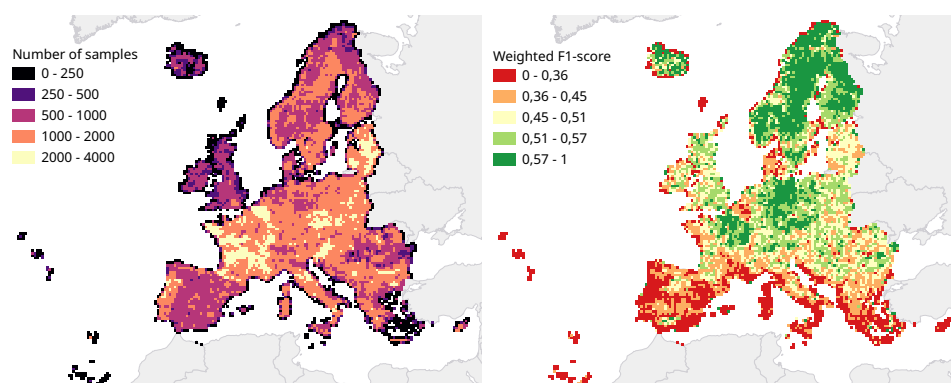 Number of samples
0 - 250
250 - 500
500 - 1000
1000 - 2000
2000 - 4000
Weighted F1-score
0 - 0,36
0,36 - 0,45
0,45 - 0,51
0,51 - 0,57
0,57 - 1